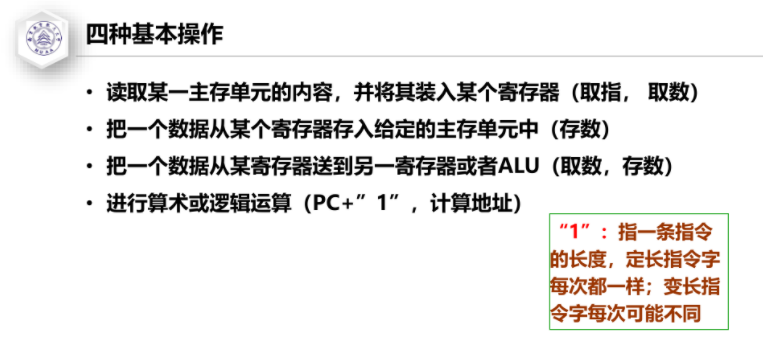 四种基本操作
• 读取某一主存单元的内容，并将其装入某个寄存器（取指， 取数）
• 把一个数据从某个寄存器存入给定的主存单元中（存数）
• 把一个数据从某寄存器送到另一寄存器或者ALU（取数，存数）
• 进行算术或逻辑运算（PC+”1”，计算地址）
“1”：指一条指令
的长度，定长指令字
每次都一样；变长指
令字每次可能不同